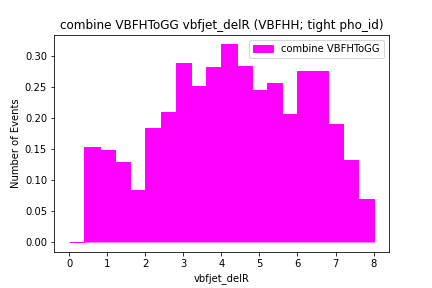 combine VBFHToGG vbfjet_delR (VBFHH; tight pho_id)
combine VBFHToGG
Number of Events
0.30
0.25
0.20
0.15
0.10
0.05
0.00
0 1 2 3 4 5 6 7 8
vbfjet_delR